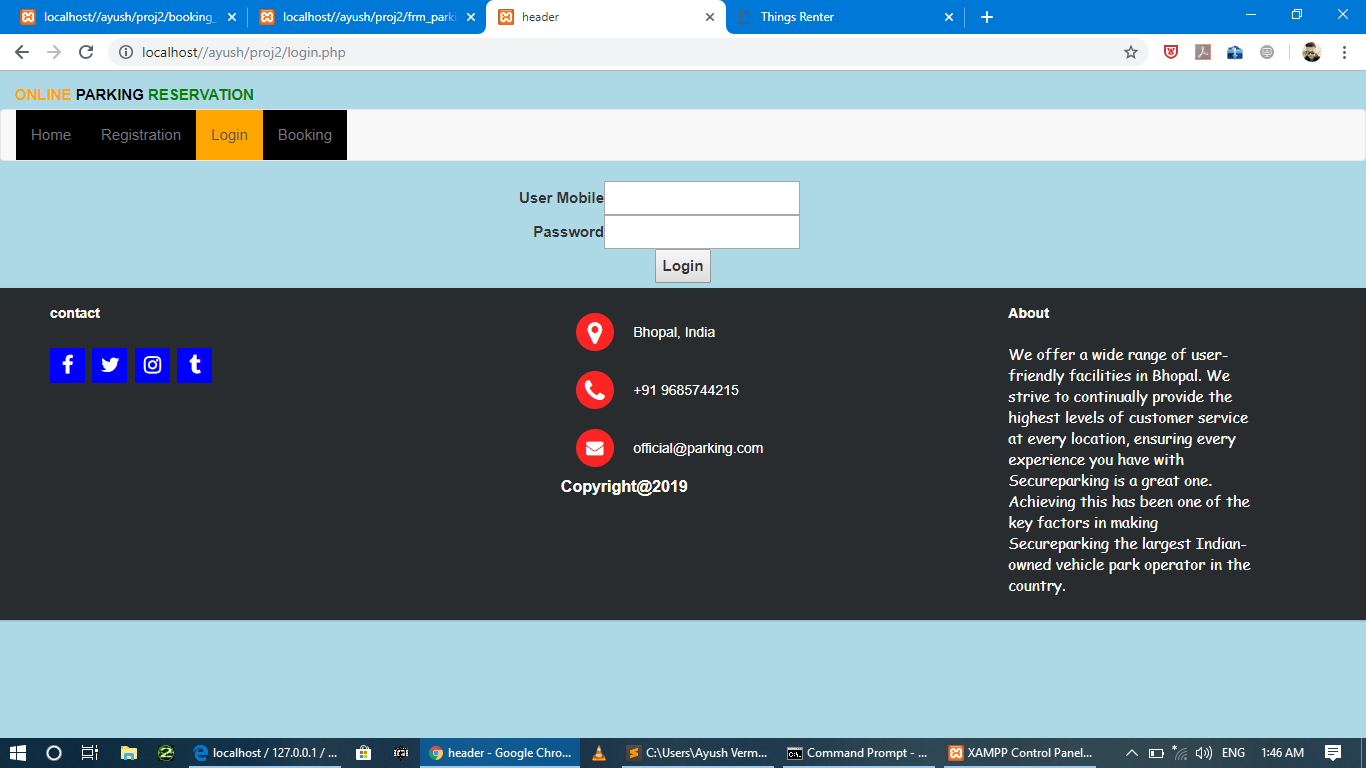 localhost//ayush/proj2/booking_
localhost//ayush/proj2/frm_parki
header
Things Renter
localhost//ayush/proj2/login.php
ONLINE PARKING RESERVATION
Home
Registration
Login
Booking
User Mobile
Password
Login
contact
Bhopal, India
+91 9685744215
official@parking.com
Copyright@2019
About
We offer a wide range of user-
friendly facilities in Bhopal. We
strive to continually provide the
highest levels of customer service
at every location, ensuring every
experience you have with
Secureparking is a great one.
Achieving this has been one of the
key factors in making
Secureparking the largest Indian-
owned vehicle park operator in the
country.
localhost / 127.0.0.1 / ...
header - Google Chro...
C:\Users\Ayush Verm...
Command Prompt - ...
XAMPP Control Panel...
ENG
1:46 AM